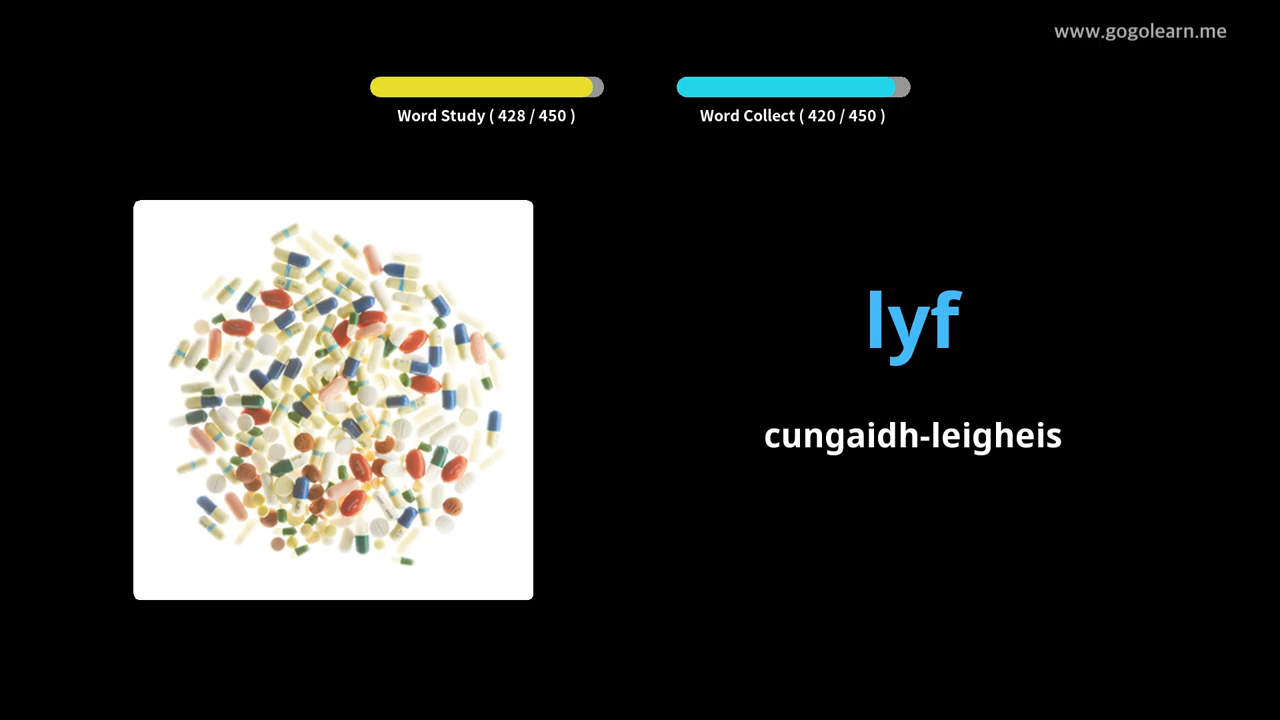 www.gogolearn.me
Word Study ( 428 / 450 )
Word Collect ( 420 / 450 )
lyf
cungaidh-leigheis